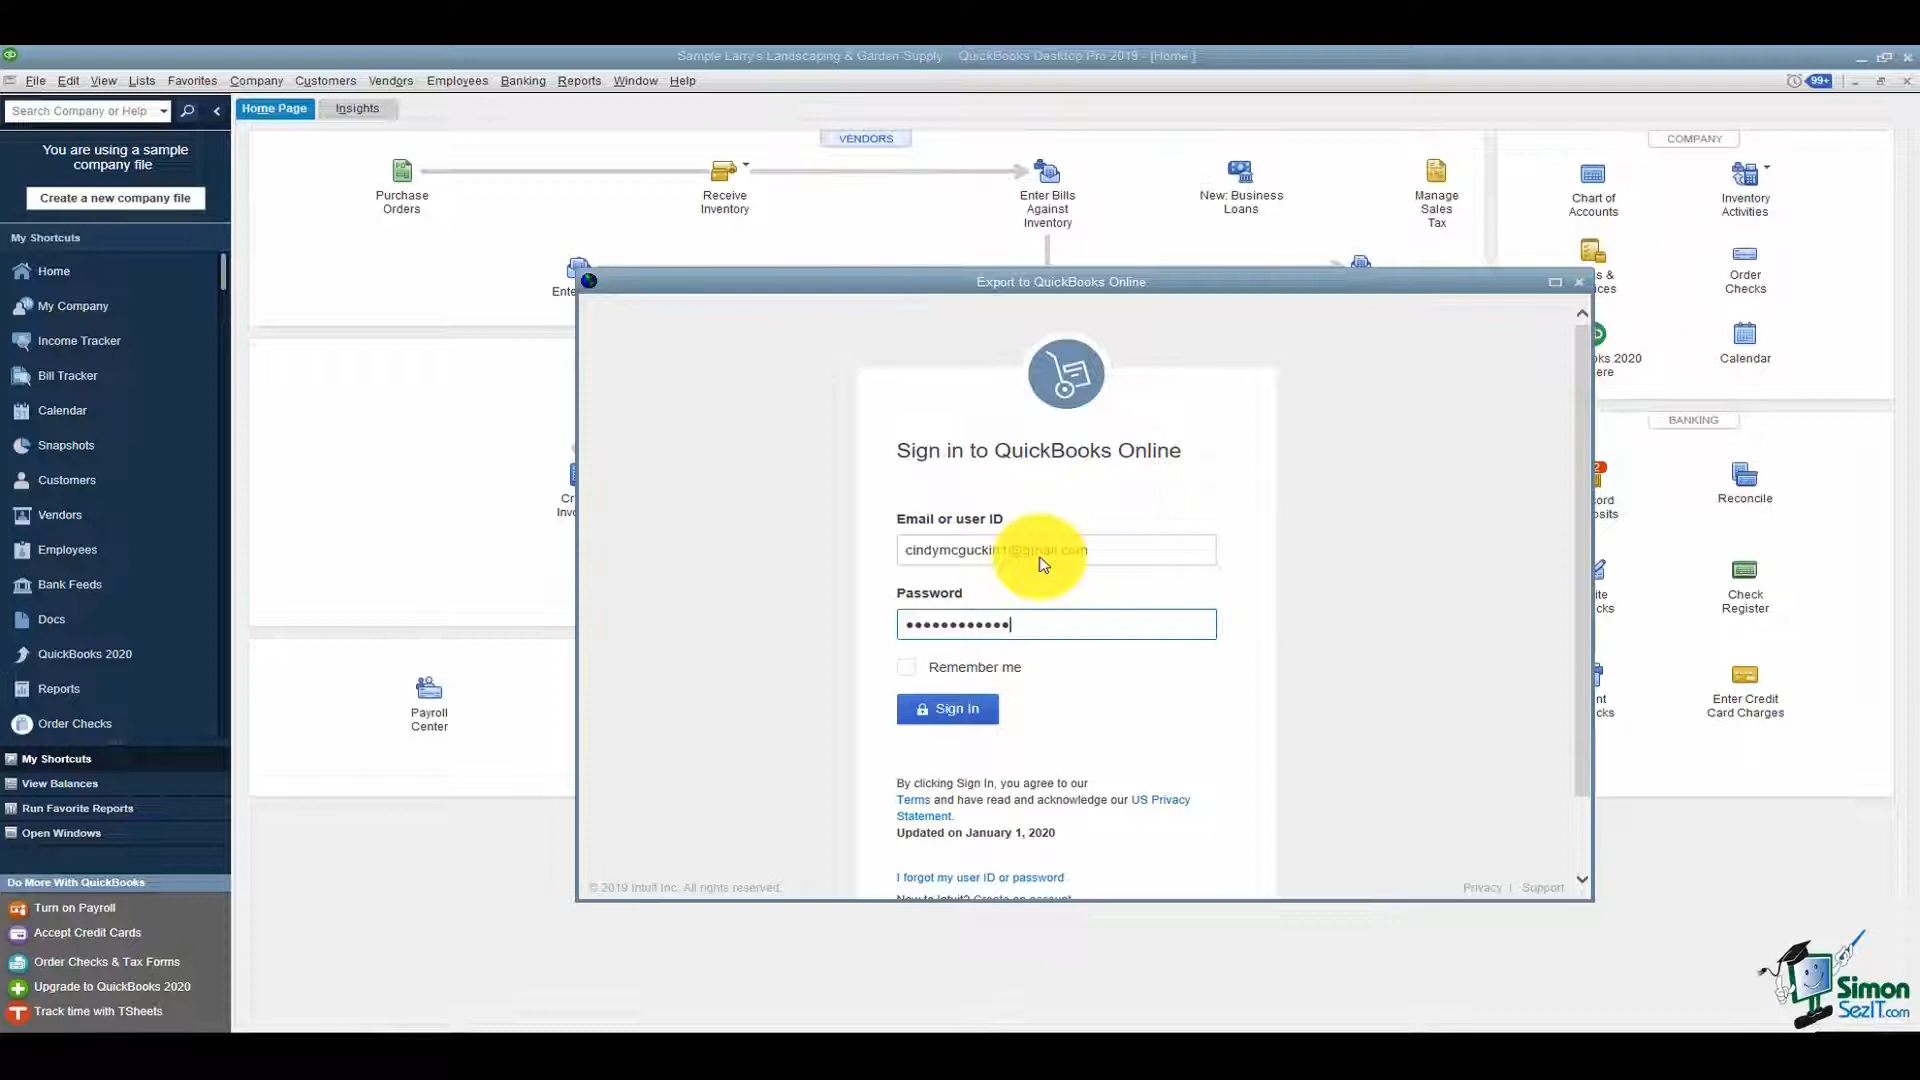 Sample Larry's Landscaping & Garden Supply - QuickBooks Desktop Pro 2019 - [Home ]
File Edit View Lists Favorites Company Customers Vendors Employees Banking Reports Window Help
99+
Search Company or Help
Home Page
Insights
You are using a sample
company file
Create a new company file
My Shortcuts
Home
My Company
Income Tracker
Bill Tracker
Calendar
Snapshots
Customers
Vendors
Employees
Bank Feeds
Docs
QuickBooks 2020
Reports
Order Checks
My Shortcuts
View Balances
Run Favorite Reports
Open Windows
Do More With QuickBooks
Turn on Payroll
Accept Credit Cards
Order Checks & Tax Forms
Upgrade to QuickBooks 2020
Track time with TSheets
VENDORS
Purchase
Orders
Receive
Inventory
Enter Bills
Against
Inventory
New: Business
Loans
Manage
Sales
Tax
Payroll
Center
COMPANY
Chart of
Accounts
Inventory
Activities
Order
Checks
Calendar
BANKING
Reconcile
Check
Register
Enter Credit
Card Charges
Export to QuickBooks Online
Sign in to QuickBooks Online
Email or user ID
Password
••••••••••••
Remember me
Sign In
By clicking Sign In, you agree to our
Terms and have read and acknowledge our US Privacy
Statement.
Updated on January 1, 2020
I forgot my user ID or password
New to Intuit? Create an account.
© 2019 Intuit Inc. All rights reserved.
Privacy | Support
Simon
SezIT.com